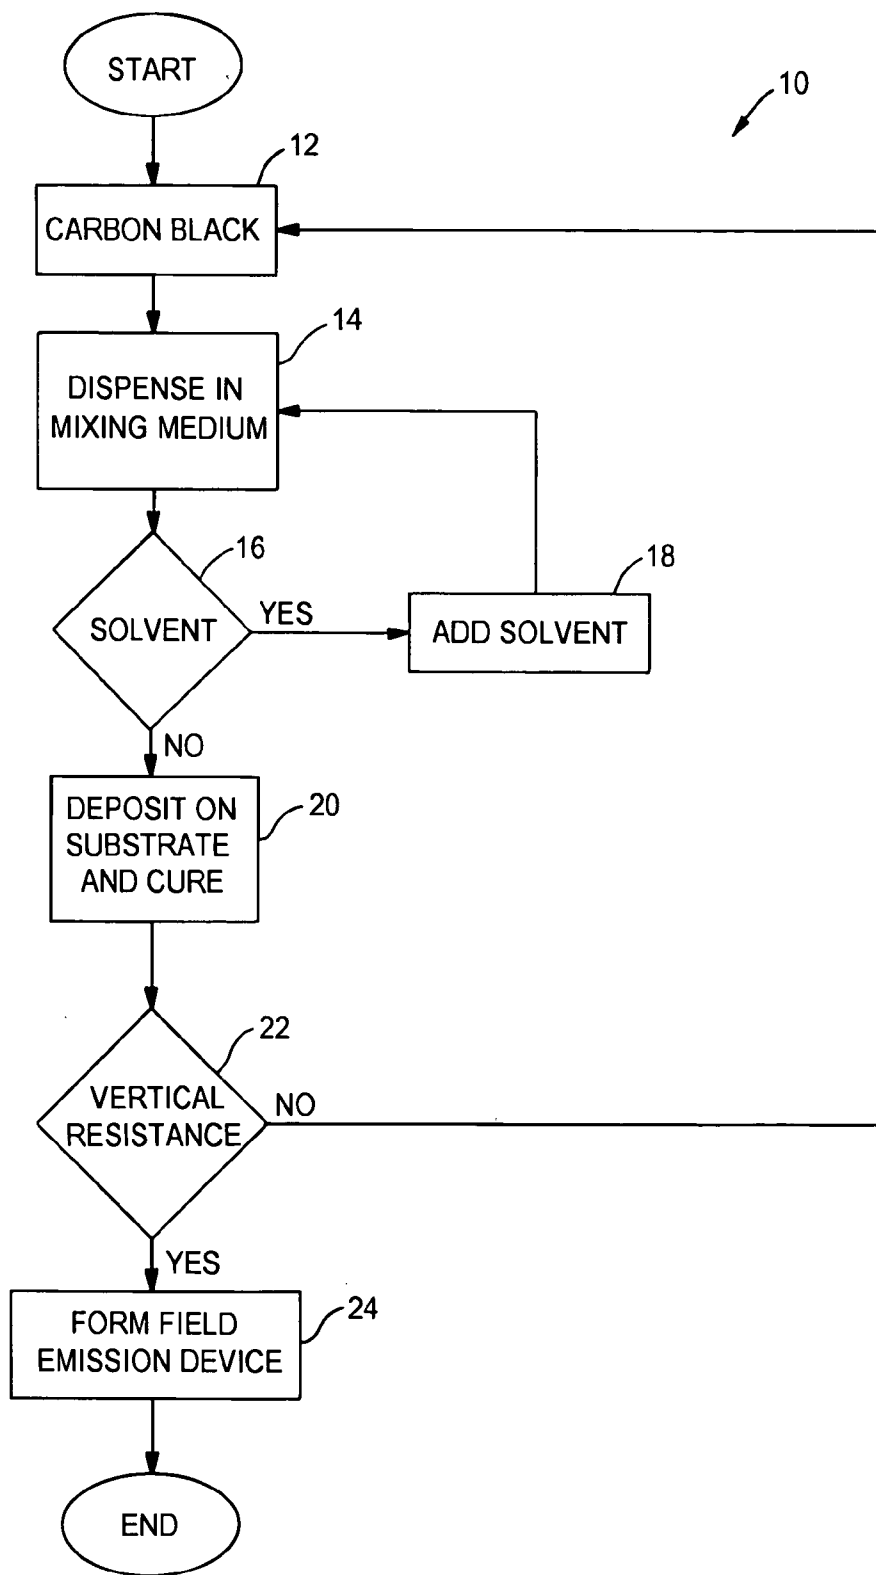 START
10
12
CARBON BLACK
14
DISPENSE IN
MIXING MEDIUM
16
18
SOLVENT
YES
ADD SOLVENT
NO
DEPOSIT ON
SUBSTRATE
AND CURE
20
22
VERTICAL
RESISTANCE
NO
YES
24
FORM FIELD
EMISSION DEVICE
END